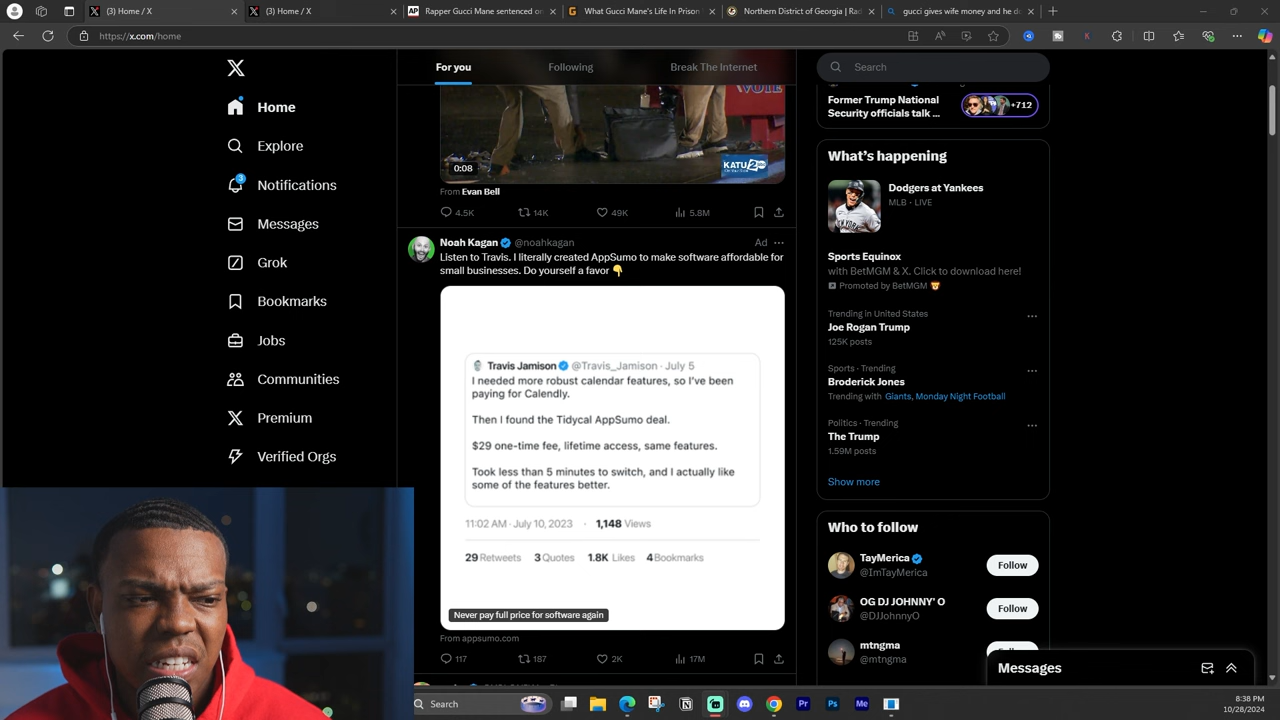 (3) Home / X
(3) Home / X
Rapper Gucci Mane sentenced on
What Gucci Mane's Life In Prison
Northern District of Georgia | Rad
gucci gives wife money and he do
https://x.com/home
For you
Following
Break The Internet
Search
Home
Explore
3
Notifications
Messages
Grok
Bookmarks
Jobs
Communities
Premium
Verified Orgs
VOTE
KATU 2
0:08
From Evan Bell
4.5K
14K
49K
5.8M
Noah Kagan @noahkagan
Ad
Listen to Travis. I literally created AppSumo to make software affordable for
small businesses. Do yourself a favor 👇
Travis Jamison @Travis_Jamison · July 5
I needed more robust calendar features, so I've been
paying for Calendly.
Then I found the Tidycal AppSumo deal.
$29 one-time fee, lifetime access, same features.
Took less than 5 minutes to switch, and I actually like
some of the features better.
11:02 AM · July 10, 2023 · 1,148 Views
29 Retweets 3 Quotes 1.8K Likes 4 Bookmarks
Never pay full price for software again
From appsumo.com
117
187
2K
17M
Former Trump National
Security officials talk ...
+712
What's happening
Dodgers at Yankees
MLB · LIVE
Sports Equinox
with BetMGM & X. Click to download here!
Promoted by BetMGM
Trending in United States
Joe Rogan Trump
125K posts
Sports · Trending
Broderick Jones
Trending with Giants, Monday Night Football
Politics · Trending
The Trump
1.59M posts
Show more
Who to follow
TayMerica
@ImTayMerica
Follow
OG DJ JOHNNY' O
@DJJohnnyO
Follow
mtngma
@mtngma
Messages
Search
Pr
Ps
Me
8:38 PM
10/28/2024